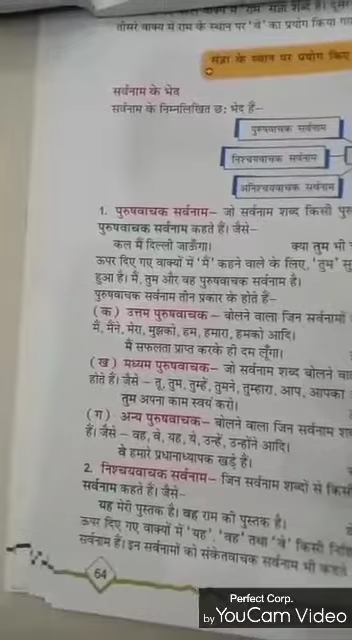 तीसरे वाक्य में राम के स्थान पर 'वे' का प्रयोग किया गया
संज्ञा के स्थान पर प्रयोग किए
सर्वनाम के भेद
सर्वनाम के निम्नलिखित छ: भेद हैं–
पुरुषवाचक सर्वनाम
निश्चयवाचक सर्वनाम
अनिश्चयवाचक सर्वनाम
1. पुरुषवाचक सर्वनाम– जो सर्वनाम शब्द किसी
पुरुषवाचक सर्वनाम कहते हैं। जैसे–
कल मैं दिल्ली जाऊँगा। क्या तुम भी
ऊपर दिए गए वाक्यों में 'मैं' कहने वाले के लिए, 'तुम'
हुआ है। मैं, तुम और वह पुरुषवाचक सर्वनाम है।
पुरुषवाचक सर्वनाम तीन प्रकार के होते हैं–
(क) उत्तम पुरुषवाचक – बोलने वाला जिन सर्वनामों
मैं, मैंने, मेरा, मुझको, हम, हमारा, हमको आदि।
मैं सफलता प्राप्त करके ही दम लूँगा।
(ख) मध्यम पुरुषवाचक– जो सर्वनाम शब्द बोलने
होते हैं। जैसे – तू, तुम, तुम्हें, तुमने, तुम्हारा, आप, आपका
तुम अपना काम स्वयं करो।
(ग) अन्य पुरुषवाचक– बोलने वाला जिन सर्वनाम
हैं। जैसे – वह, वे, यह, ये, उन्हें, उन्होंने आदि।
वे हमारे प्रधानाध्यापक खड़े हैं।
2. निश्चयवाचक सर्वनाम– जिन सर्वनाम शब्दों से
सर्वनाम कहते हैं। जैसे–
यह मेरी पुस्तक है। वह राम की पुस्तक है।
ऊपर दिए गए वाक्यों में 'यह', 'वह' तथा 'वे' किसी
सर्वनाम हैं। इन सर्वनामों को संकेतवाचक सर्वनाम भी कहते
64
Perfect Corp.
by YouCam Video